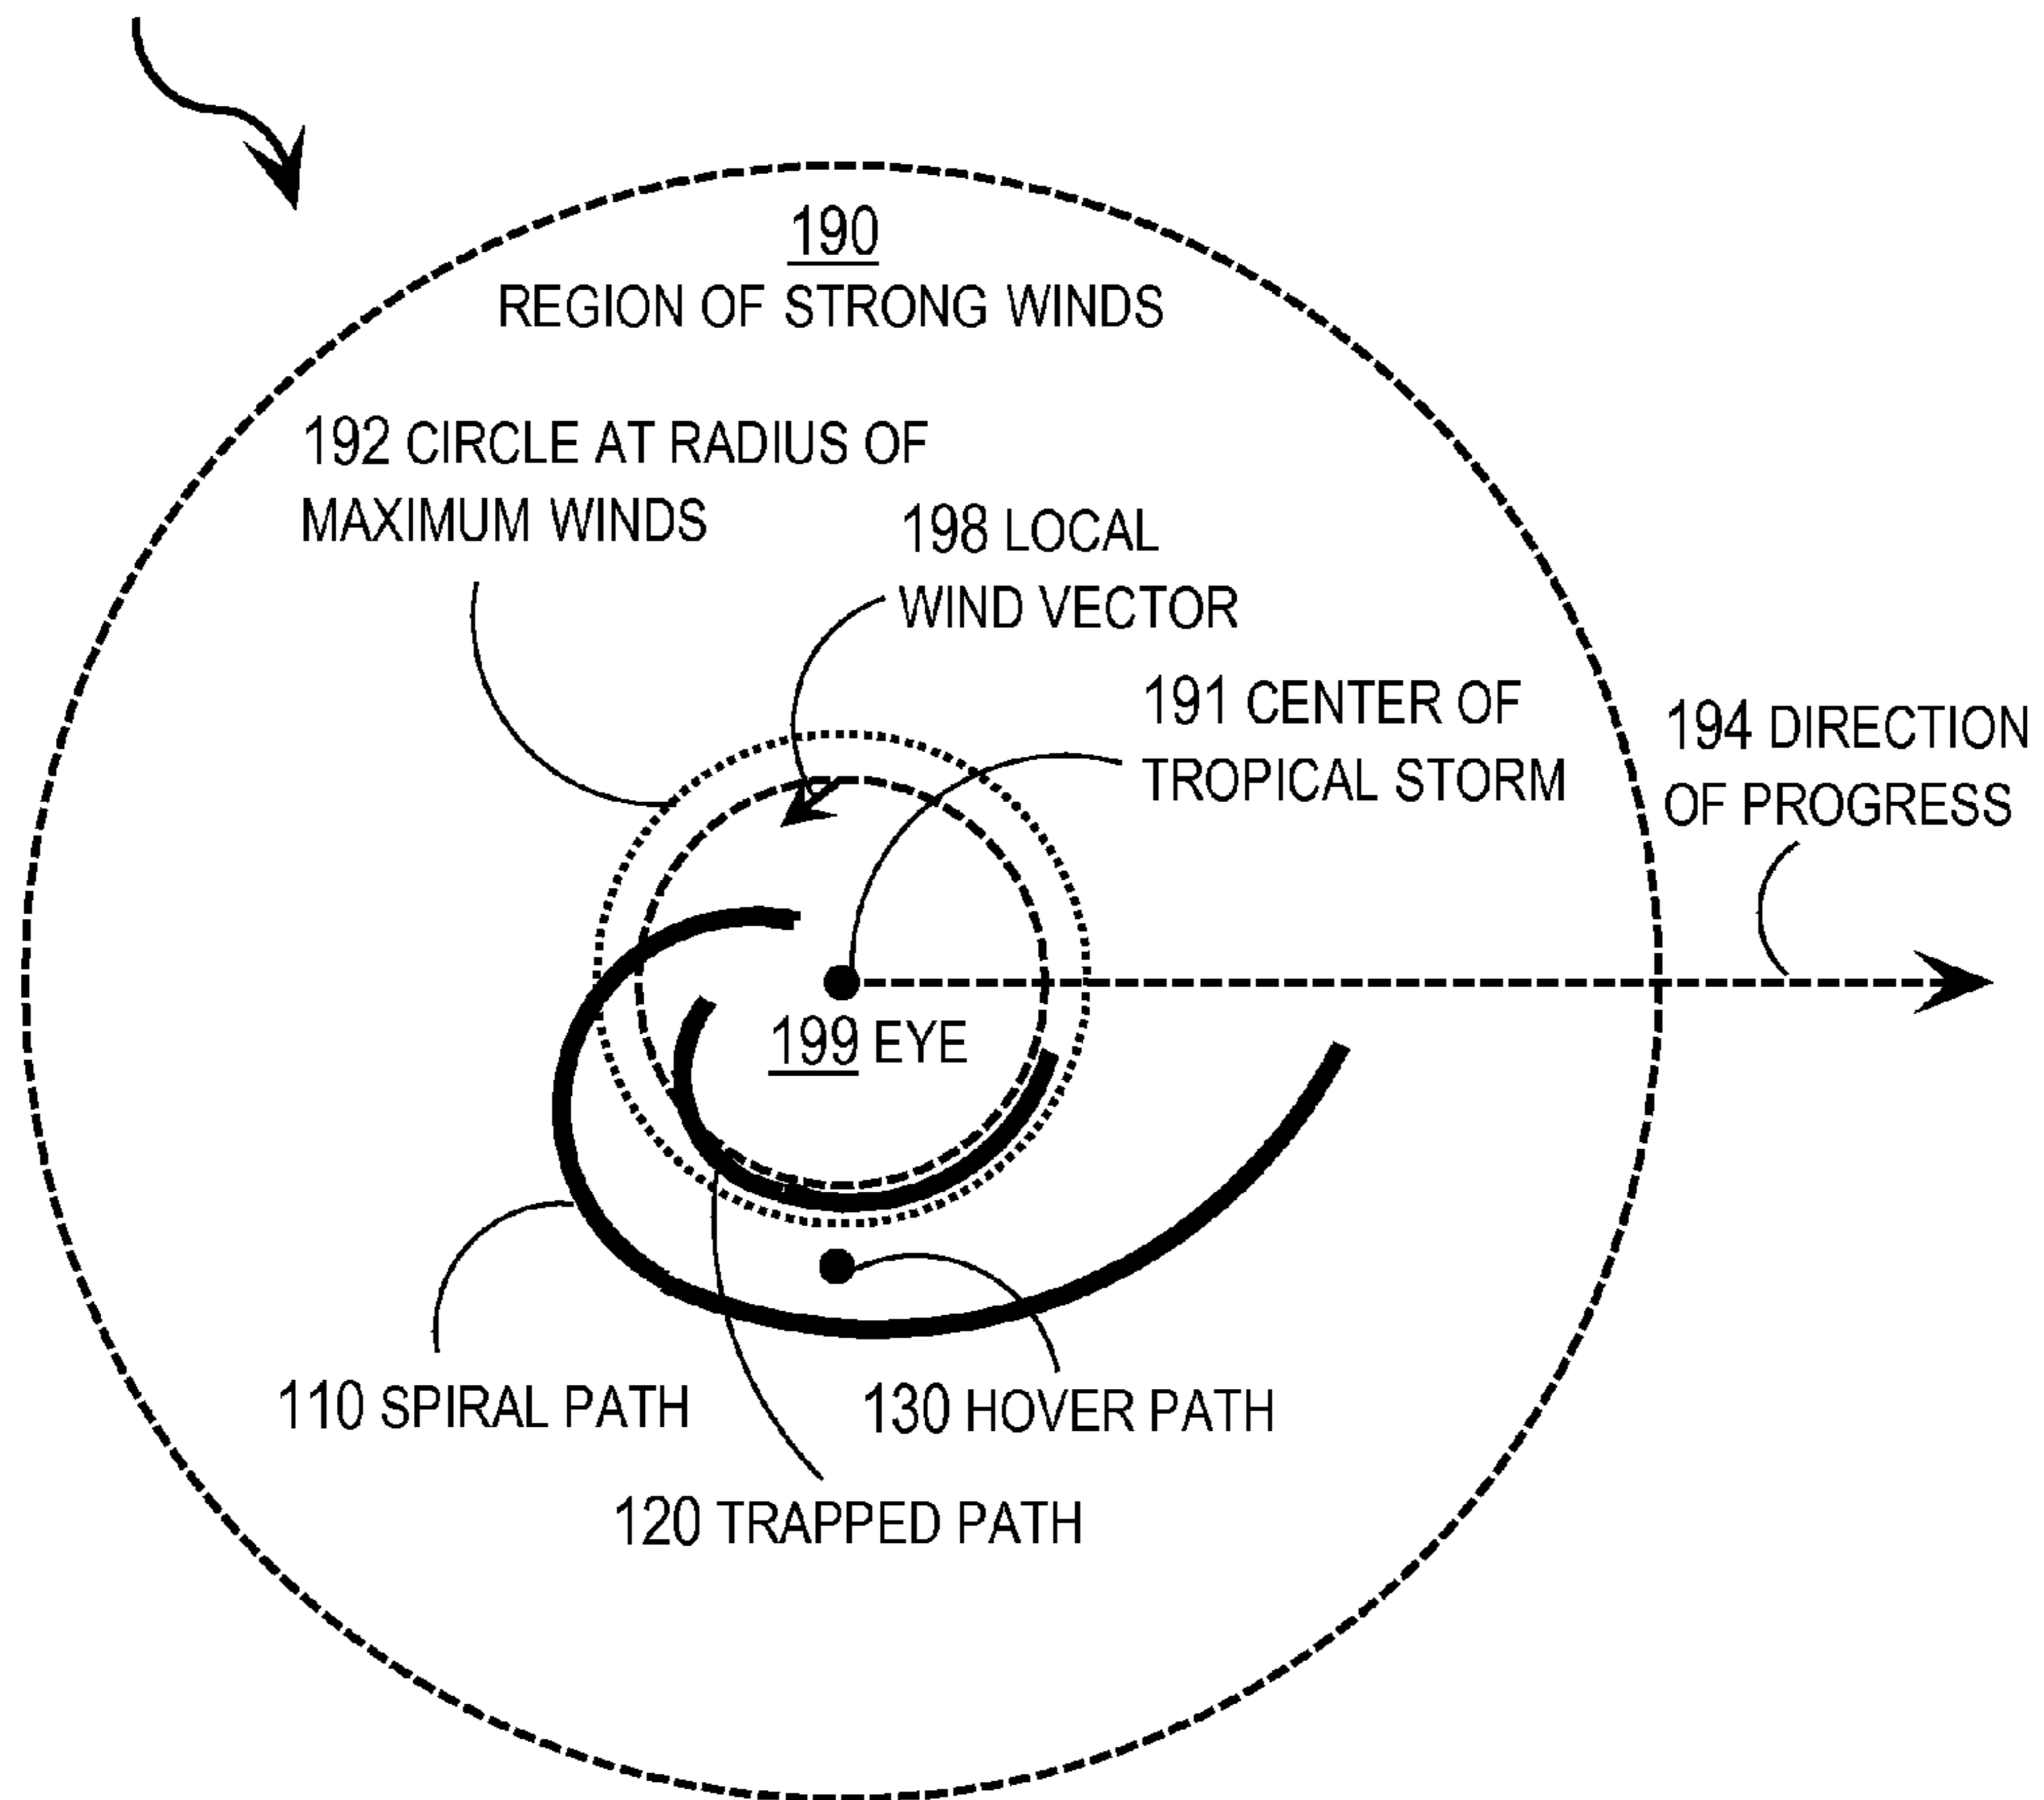 190
REGION OF STRONG WINDS
192 CIRCLE AT RADIUS OF
MAXIMUM WINDS
198 LOCAL
WIND VECTOR
191 CENTER OF
TROPICAL STORM
194 DIRECTION
OF PROGRESS
199 EYE
110 SPIRAL PATH
130 HOVER PATH
120 TRAPPED PATH